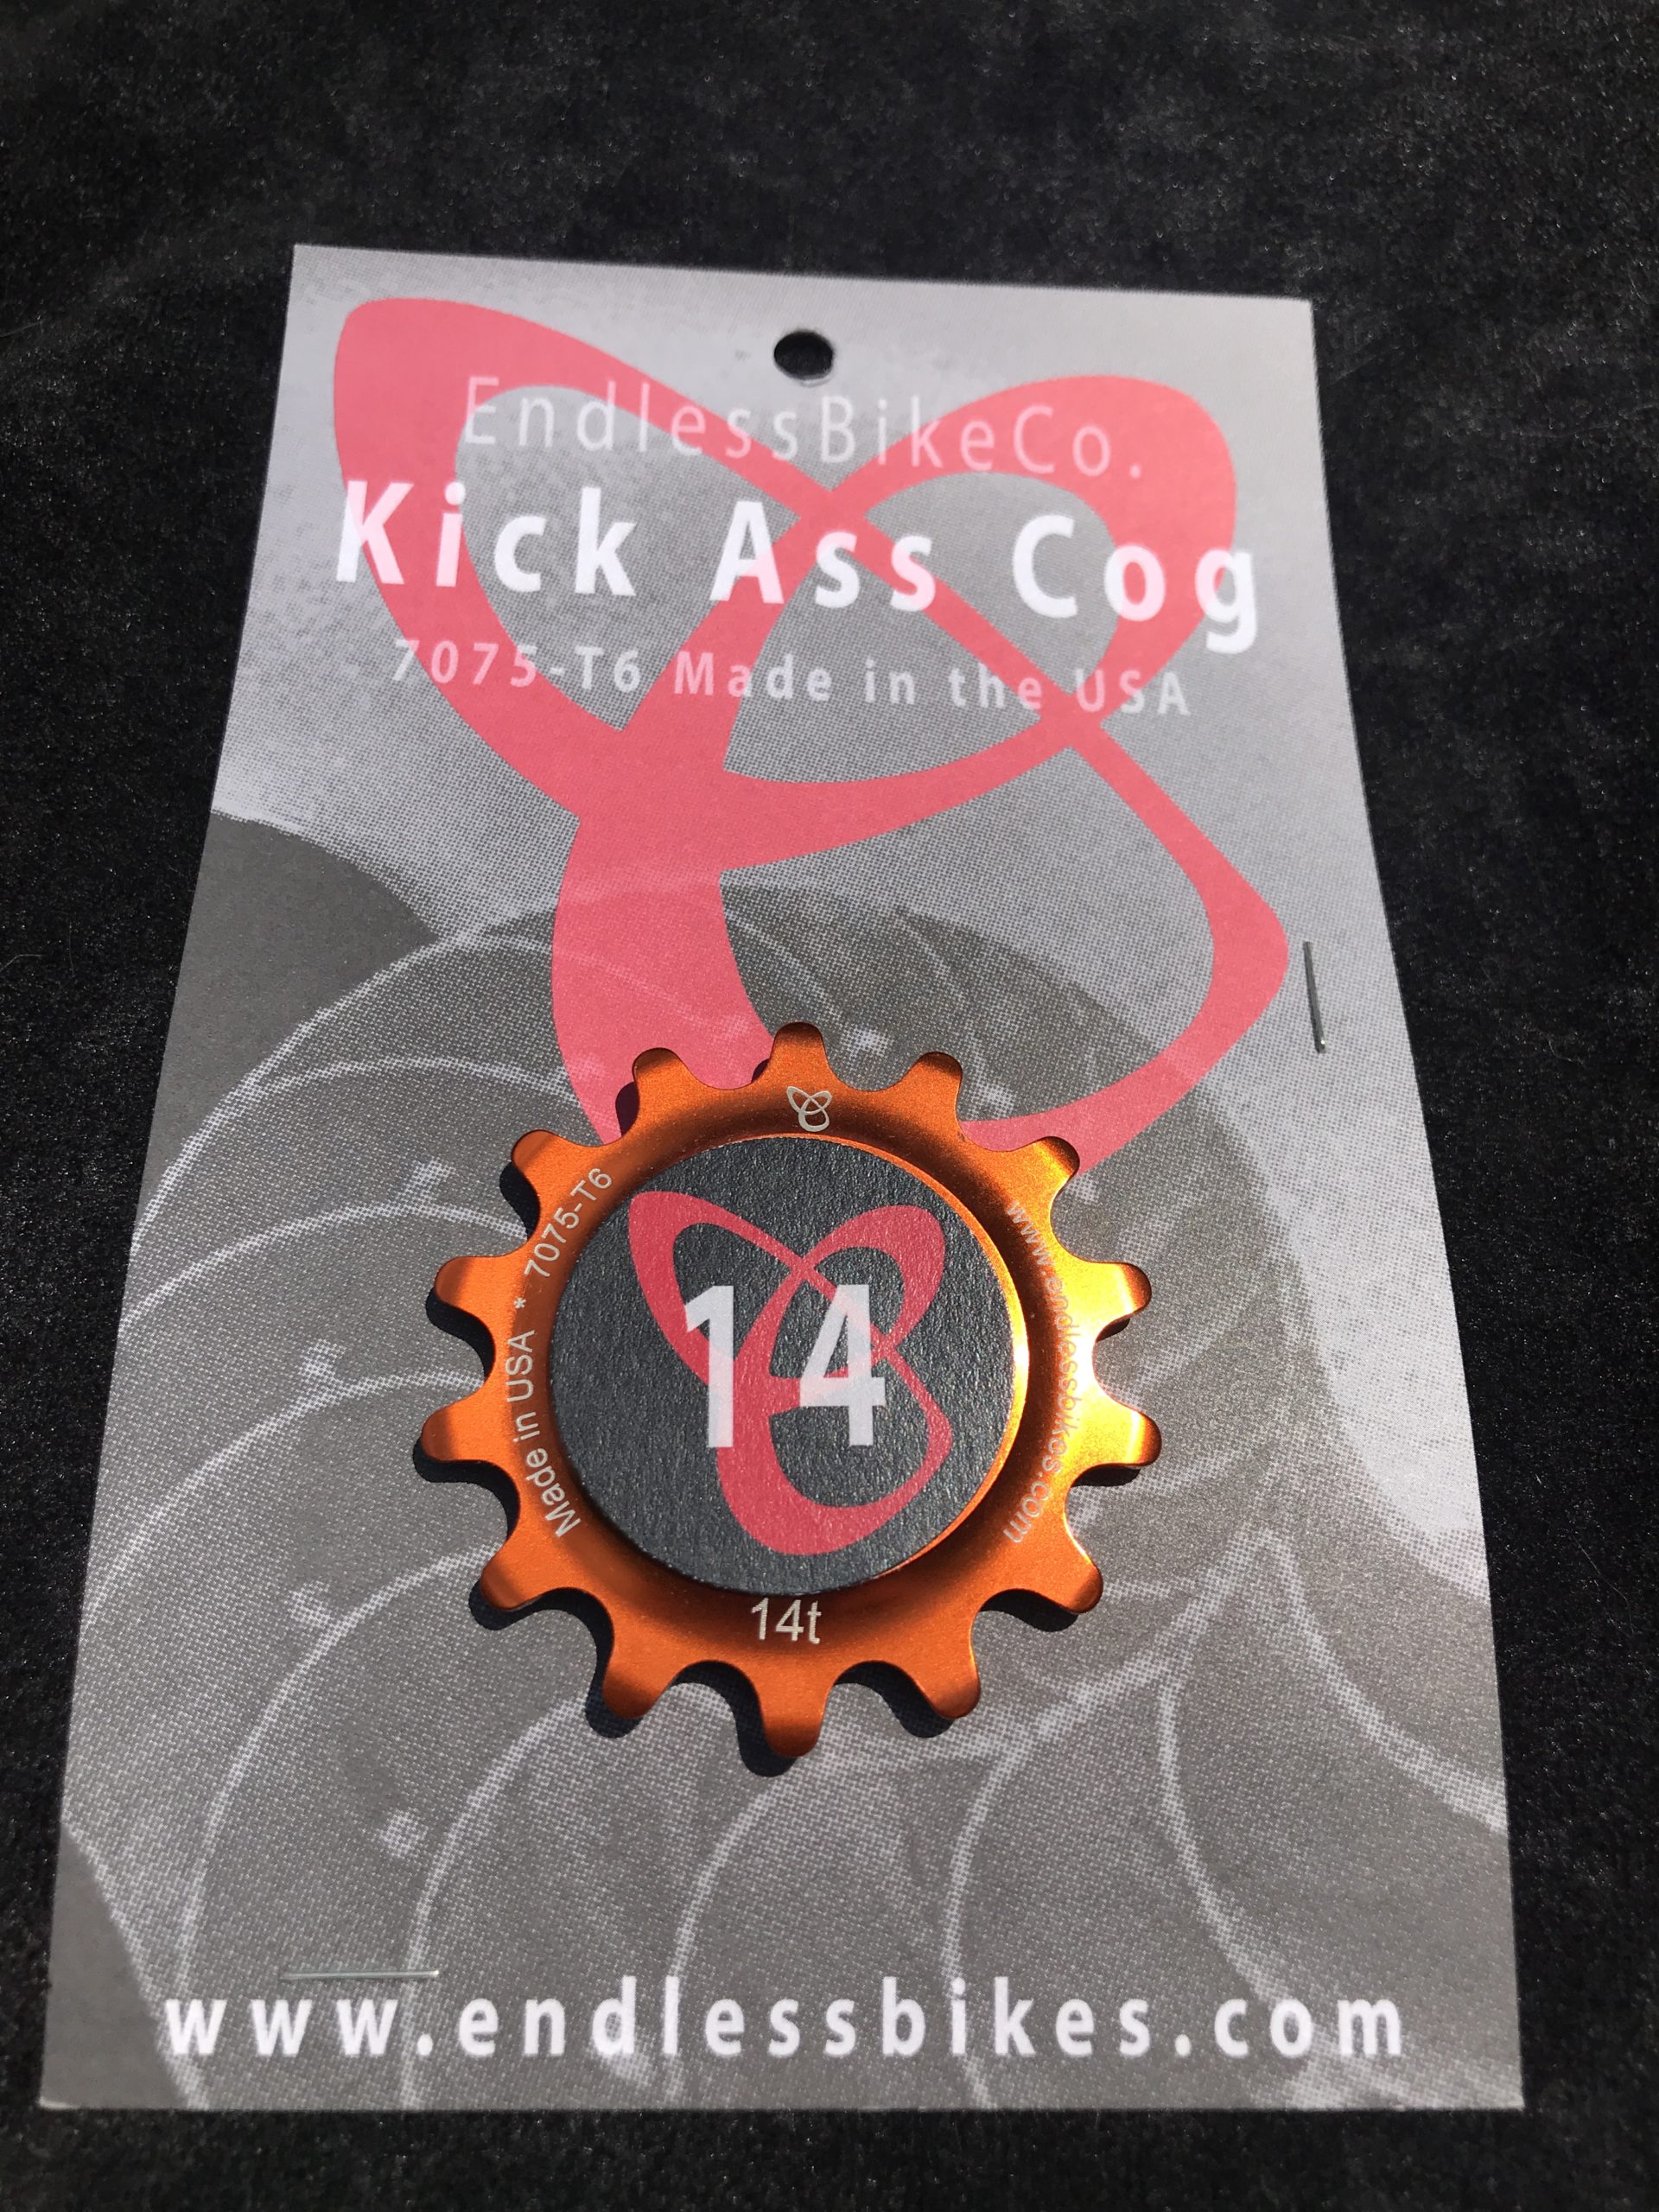 EndlessBikeCo.
Kick Ass Cog
7075-T6 Made in the USA
Made in USA * 7075-T6
www.endlessbikes.com
14
14t
www.endlessbikes.com